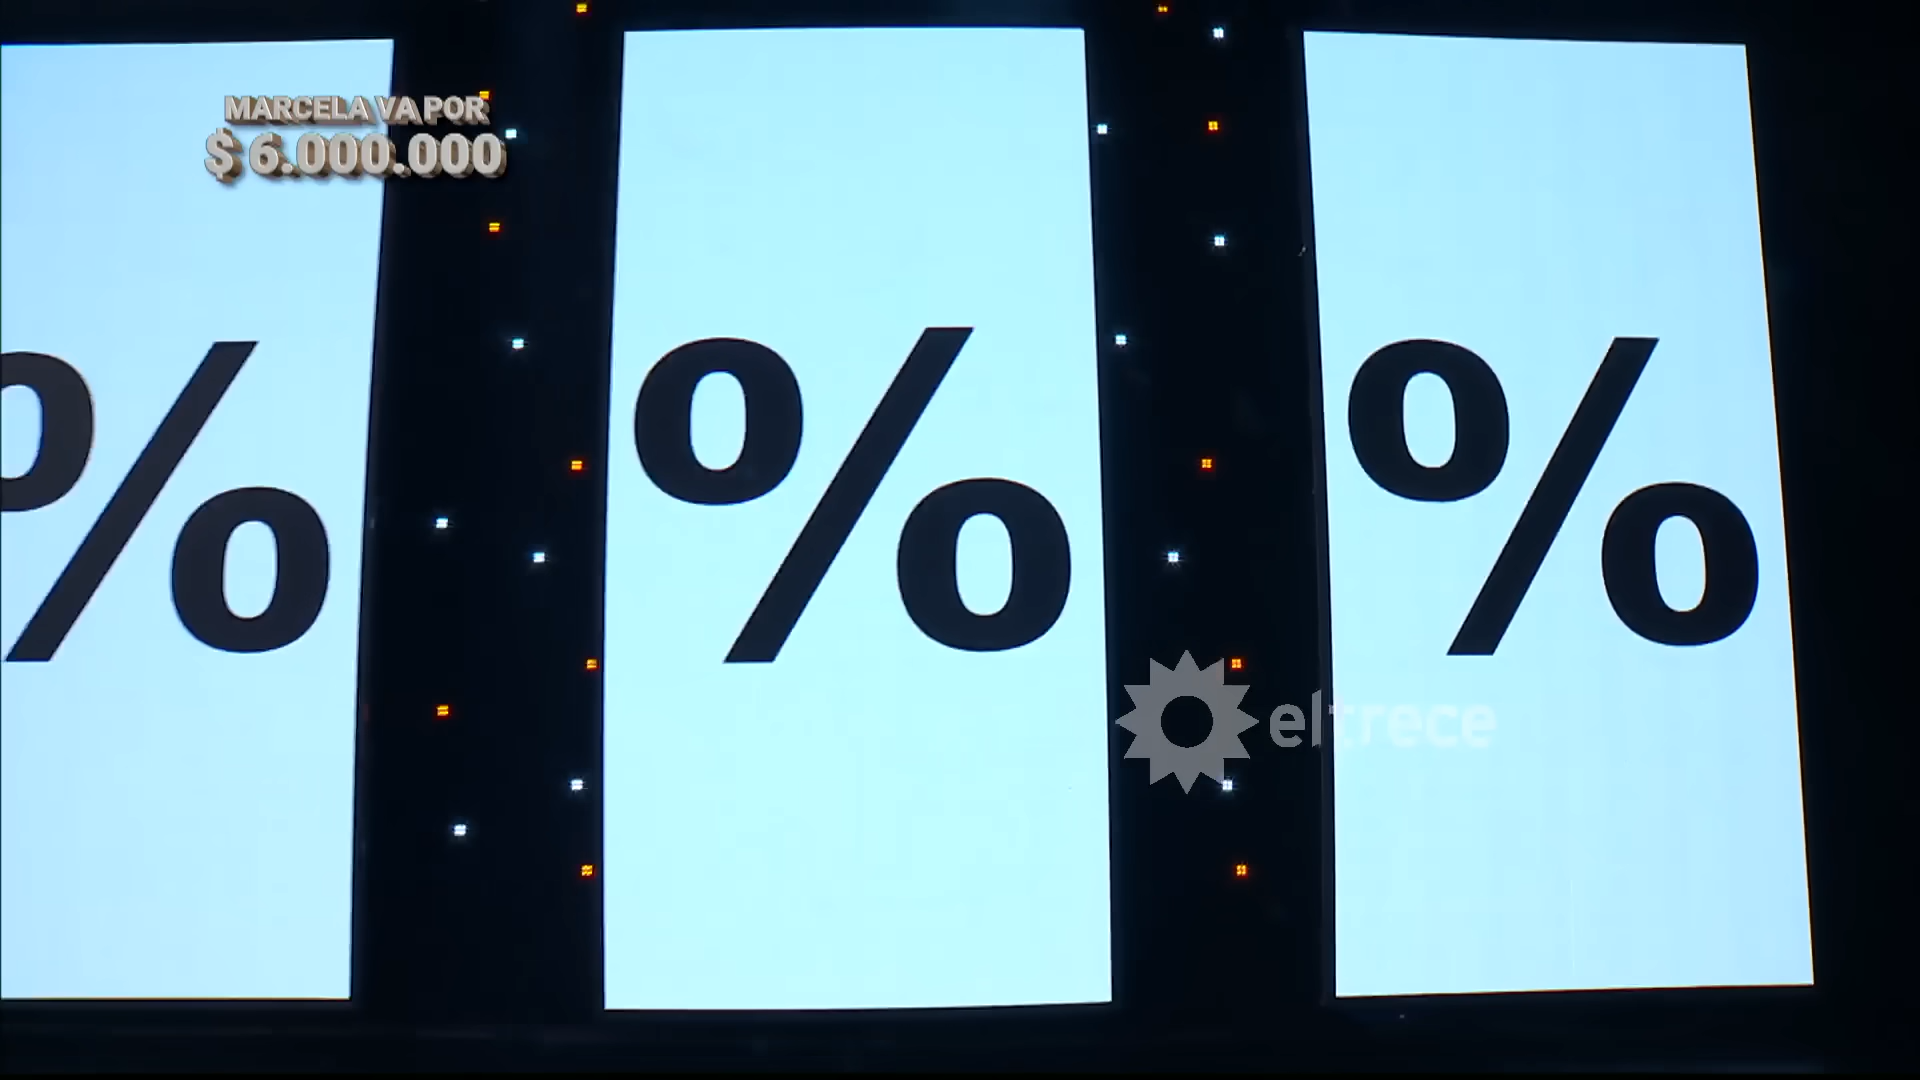 MARCELA VA POR
$ 6.000.000
% % %
eltrece